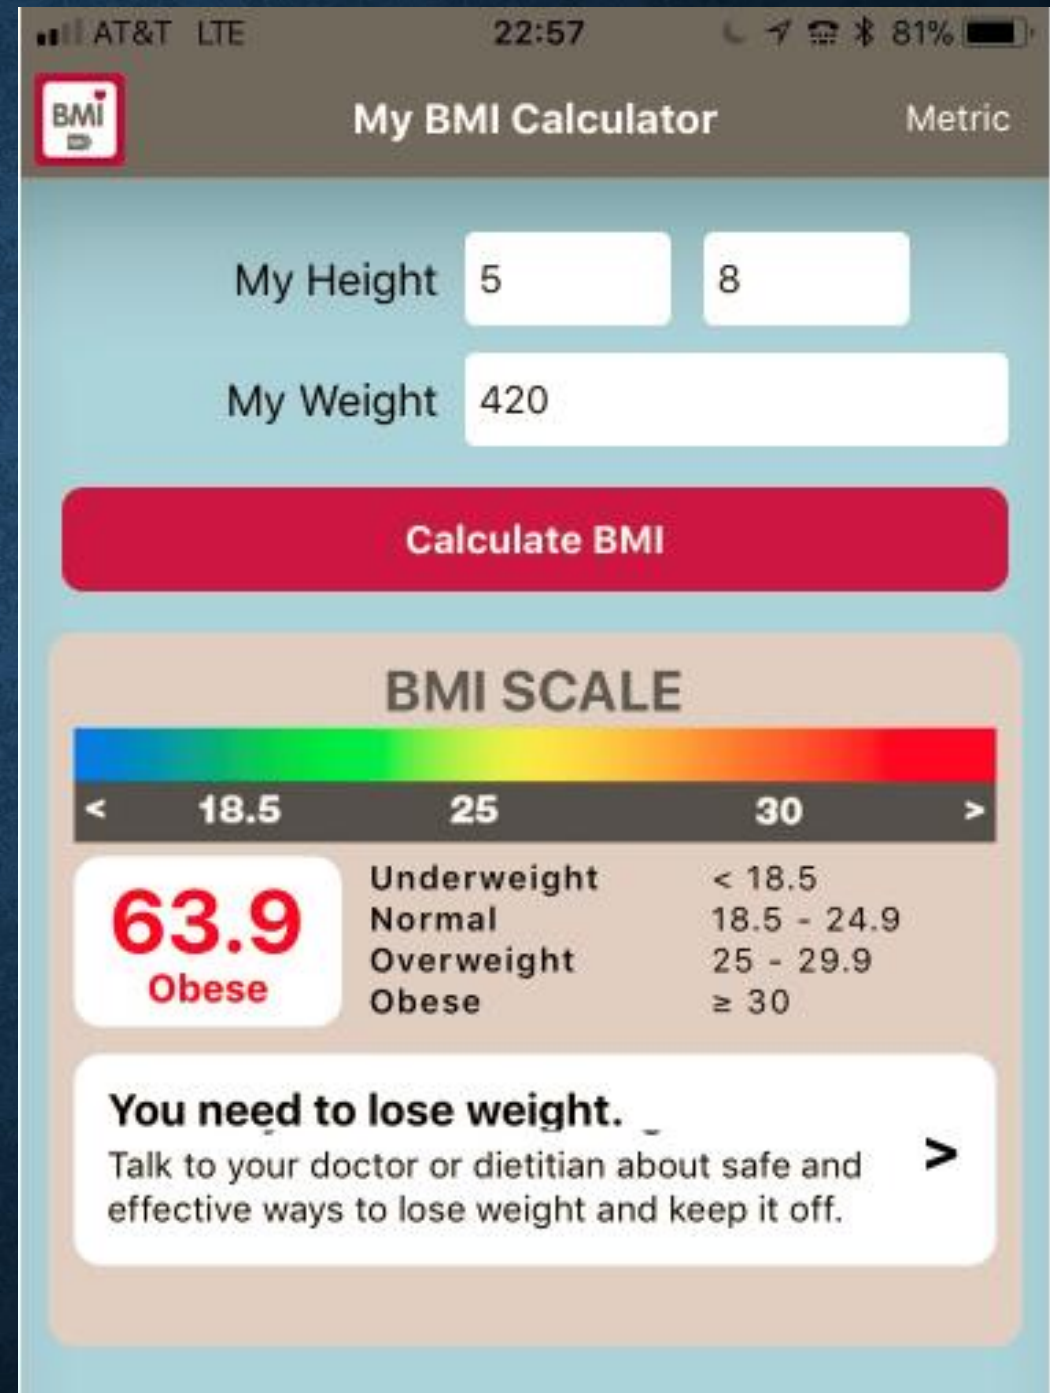 AT&T LTE 22:57 81%
BMI My BMI Calculator Metric
My Height 5 8
My Weight 420
Calculate BMI
BMI SCALE
< 18.5 25 30 >
63.9
Obese
Underweight < 18.5
Normal 18.5 - 24.9
Overweight 25 - 29.9
Obese ≥ 30
You need to lose weight.
Talk to your doctor or dietitian about safe and >
effective ways to lose weight and keep it off.